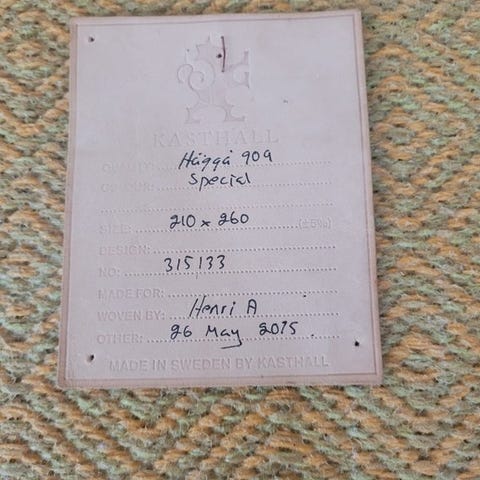 KASTHALL
QUALITY: Häggå 909
COLOUR: Special
SIZE: 210 x 260 (±5%)
DESIGN:
NO: 315133
MADE FOR:
WOVEN BY: Henri A
OTHER: 26 May 2015.
MADE IN SWEDEN BY KASTHALL